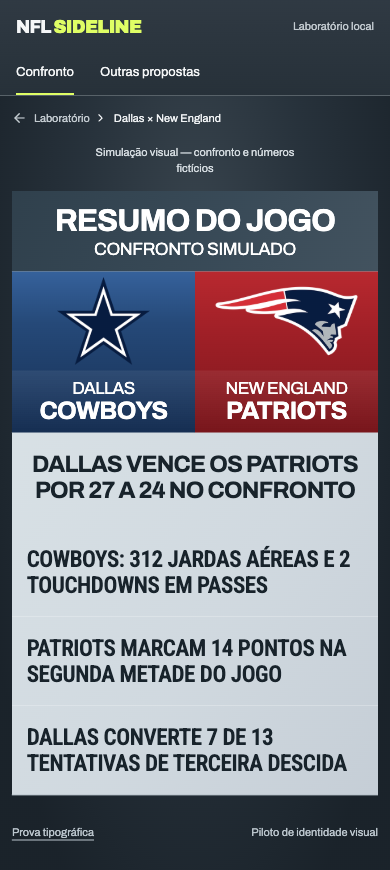 NFL SIDELINE
Laboratório local
Confronto
Outras propostas
Laboratório
Dallas × New England
Simulação visual — confronto e números
fictícios
RESUMO DO JOGO
CONFRONTO SIMULADO
DALLAS
COWBOYS
NEW ENGLAND
PATRIOTS
DALLAS VENCE OS PATRIOTS
POR 27 A 24 NO CONFRONTO
COWBOYS: 312 JARDAS AÉREAS E 2
TOUCHDOWNS EM PASSES
PATRIOTS MARCAM 14 PONTOS NA
SEGUNDA METADE DO JOGO
DALLAS CONVERTE 7 DE 13
TENTATIVAS DE TERCEIRA DESCIDA
Prova tipográfica
Piloto de identidade visual